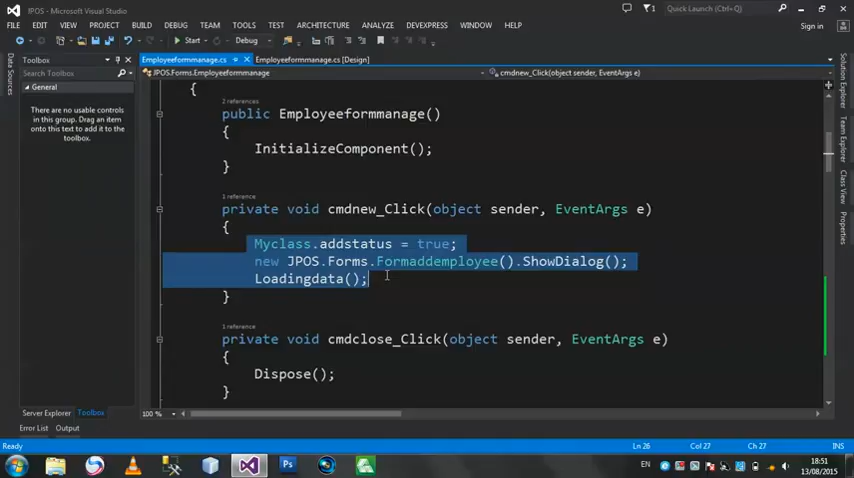 JPOS - Microsoft Visual Studio
1
Quick Launch (Ctrl+Q)
FILE EDIT VIEW PROJECT BUILD DEBUG TEAM TOOLS TEST ARCHITECTURE ANALYZE DEVEXPRESS WINDOW HELP
Sign in
Start
Debug
Data Sources
Toolbox
Search Toolbox
General
There are no usable controls
in this group. Drag an item
onto this text to add it to the
toolbox.
Server Explorer Toolbox
Employeeformmanage.cs
Employeeformmanage.cs [Design]
JPOS.Forms.Employeeformmanage
cmdnew_Click(object sender, EventArgs e)
{
2 references
public Employeeformmanage()
{
InitializeComponent();
}
1 reference
private void cmdnew_Click(object sender, EventArgs e)
{
Myclass.addstatus = true;
new JPOS.Forms.Formaddemployee().ShowDialog();
Loadingdata();
}
1 reference
private void cmdclose_Click(object sender, EventArgs e)
{
Dispose();
}
100 %
Solution Explorer
Team Explorer
Class View
Properties
Error List Output
Ready
Ln 26
Col 27
Ch 27
INS
Ps
EN
18:51
13/08/2015